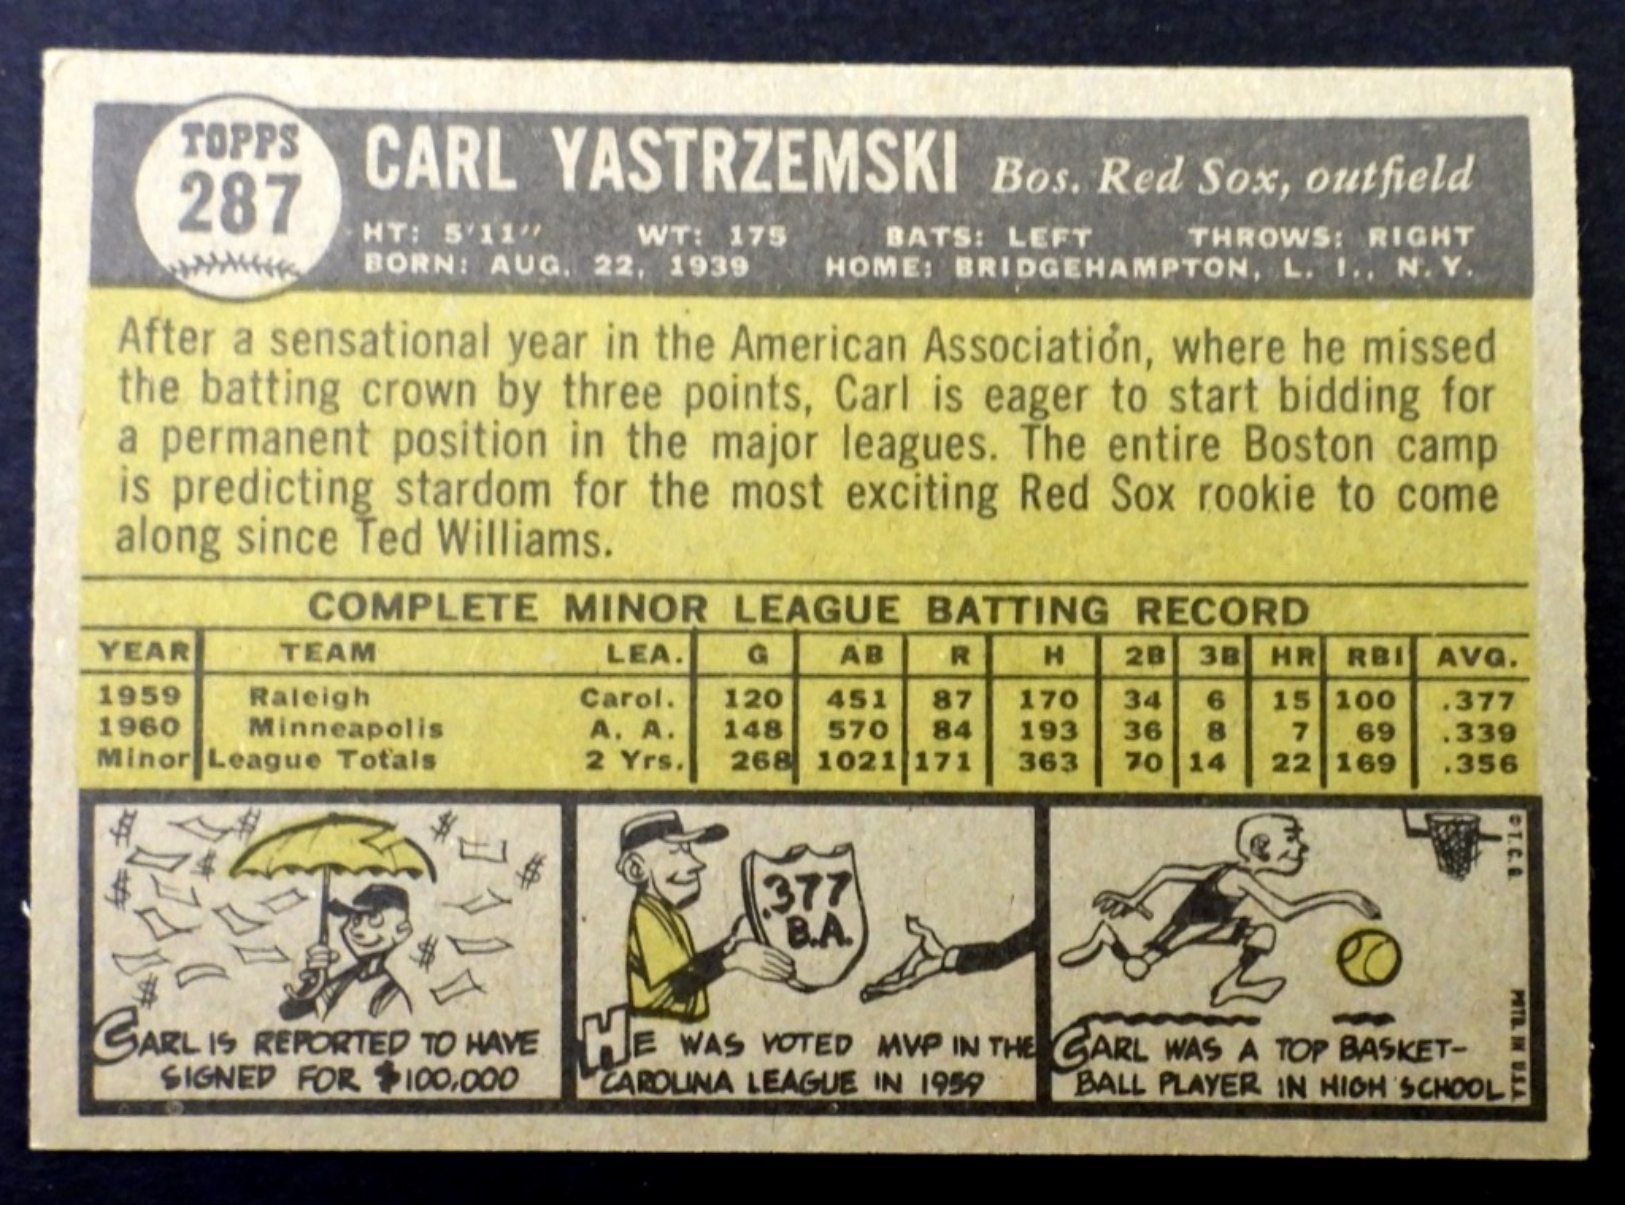 TOPPS
287
CARL YASTRZEMSKI Bos. Red Sox, outfield
HT: 5'11" WT: 175 BATS: LEFT THROWS: RIGHT
BORN: AUG. 22, 1939 HOME: BRIDGEHAMPTON, L. I., N.Y.
After a sensational year in the American Association, where he missed
the batting crown by three points, Carl is eager to start bidding for
a permanent position in the major leagues. The entire Boston camp
is predicting stardom for the most exciting Red Sox rookie to come
along since Ted Williams.
COMPLETE MINOR LEAGUE BATTING RECORD
YEAR TEAM LEA. G AB R H 2B 3B HR RBI AVG.
1959 Raleigh Carol. 120 451 87 170 34 6 15 100 .377
1960 Minneapolis A. A. 148 570 84 193 36 8 7 69 .339
Minor League Totals 2 Yrs. 268 1021 171 363 70 14 22 169 .356
$ $ $ $ $ $ $ $
CARL IS REPORTED TO HAVE
SIGNED FOR $100,000
.377
B.A.
HE WAS VOTED MVP IN THE
CAROLINA LEAGUE IN 1959
CARL WAS A TOP BASKET-
BALL PLAYER IN HIGH SCHOOL
© T.C.G.
PRTD. IN U.S.A.